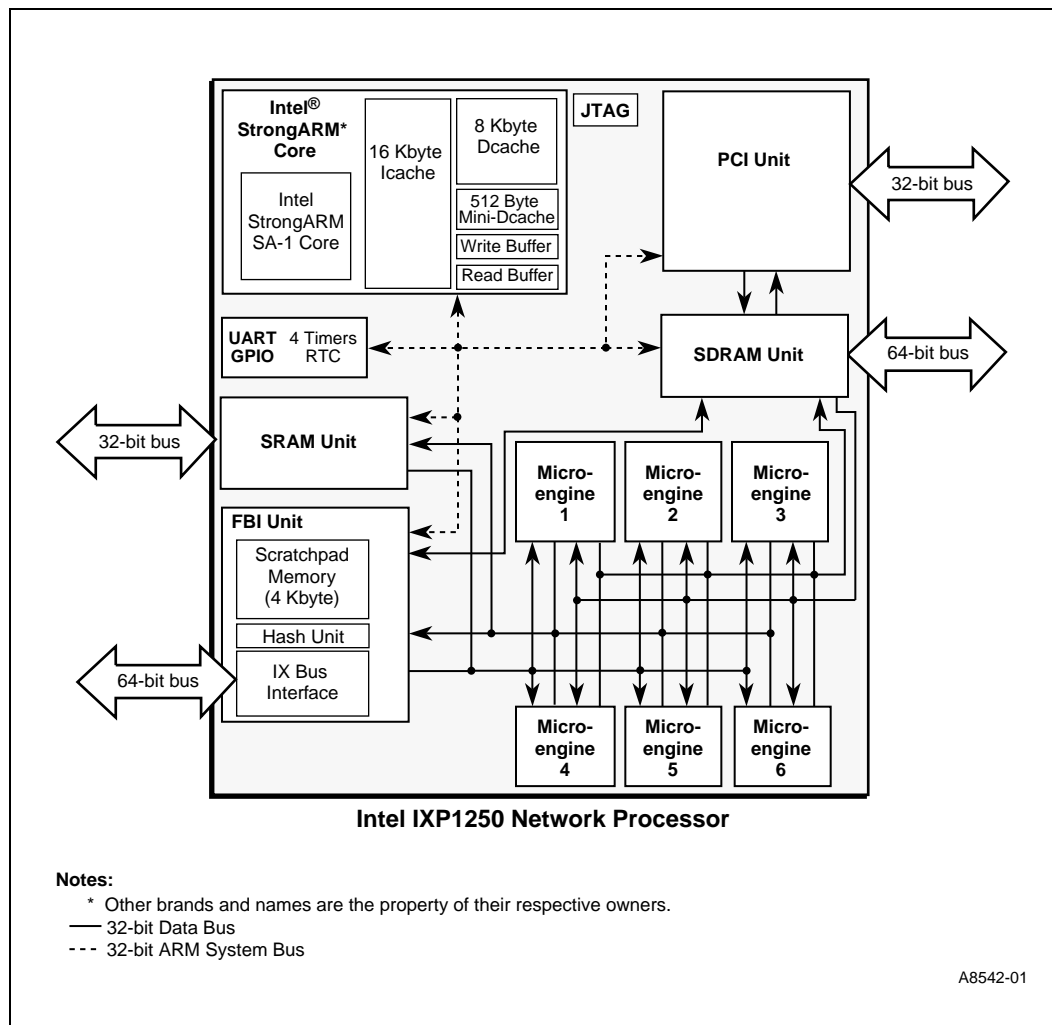 Intel®
StrongARM*
Core
Intel
StrongARM
SA-1 Core
16 Kbyte
Icache
8 Kbyte
Dcache
512 Byte
Mini-Dcache
Write Buffer
Read Buffer
JTAG
PCI Unit
32-bit bus
UART
GPIO
4 Timers
RTC
SDRAM Unit
64-bit bus
32-bit bus
SRAM Unit
FBI Unit
Scratchpad
Memory
(4 Kbyte)
Hash Unit
IX Bus
Interface
64-bit bus
Micro-
engine
1
Micro-
engine
2
Micro-
engine
3
Micro-
engine
4
Micro-
engine
5
Micro-
engine
6
Intel IXP1250 Network Processor
Notes:
* Other brands and names are the property of their respective owners.
32-bit Data Bus
32-bit ARM System Bus
A8542-01